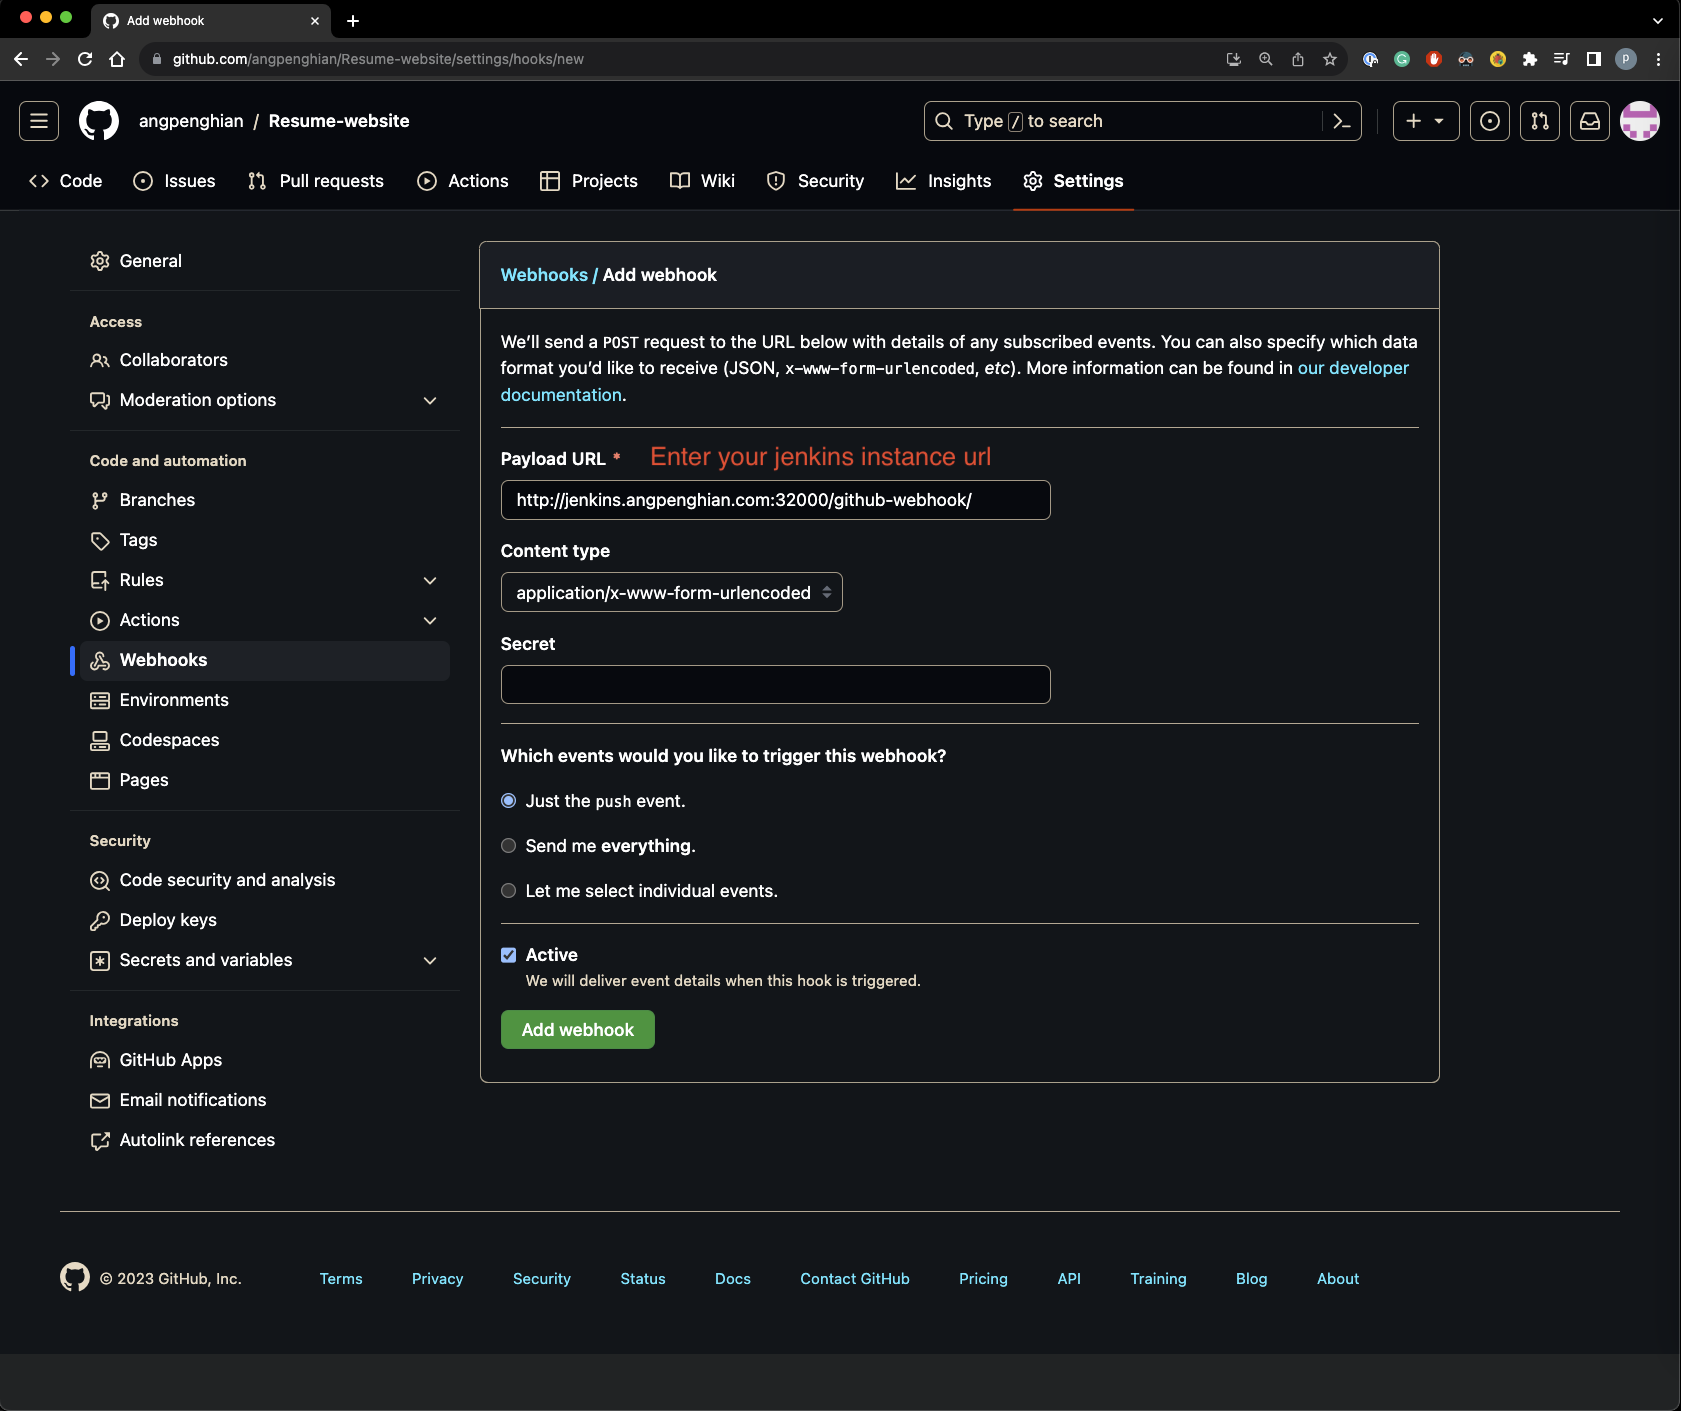 Add webhook
github.com/angpenghian/Resume-website/settings/hooks/new
P
angpenghian / Resume-website
Type / to search
Code
Issues
Pull requests
Actions
Projects
Wiki
Security
Insights
Settings
General
Access
Collaborators
Moderation options
Code and automation
Branches
Tags
Rules
Actions
Webhooks
Environments
Codespaces
Pages
Security
Code security and analysis
Deploy keys
Secrets and variables
Integrations
GitHub Apps
Email notifications
Autolink references
Webhooks / Add webhook
We’ll send a POST request to the URL below with details of any subscribed events. You can also specify which data
format you’d like to receive (JSON, x-www-form-urlencoded, etc). More information can be found in our developer
documentation.
Payload URL * Enter your jenkins instance url
http://jenkins.angpenghian.com:32000/github-webhook/
Content type
application/x-www-form-urlencoded
Secret
Which events would you like to trigger this webhook?
Just the push event.
Send me everything.
Let me select individual events.
Active
We will deliver event details when this hook is triggered.
Add webhook
© 2023 GitHub, Inc.
Terms
Privacy
Security
Status
Docs
Contact GitHub
Pricing
API
Training
Blog
About